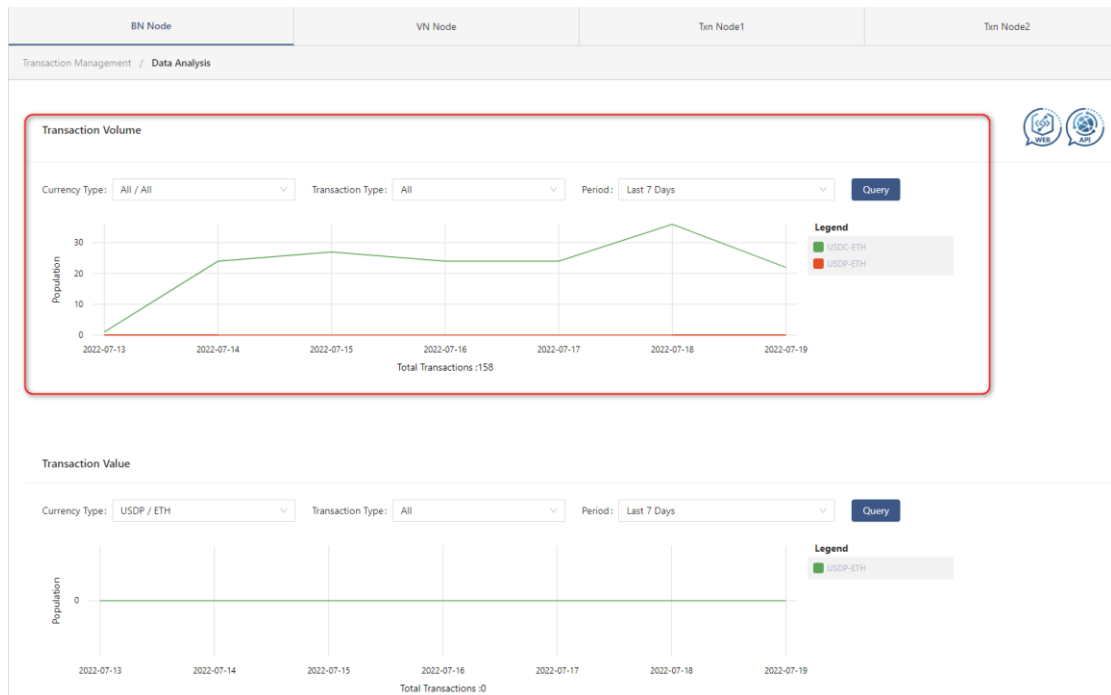 BN Node VN Node Txn Node1 Txn Node2
Transaction Management / Data Analysis
Transaction Volume
WEB API
Currency Type: All / All Transaction Type: All Period: Last 7 Days Query
Legend
USDC-ETH
USDP-ETH
Population
30
20
10
0
2022-07-13 2022-07-14 2022-07-15 2022-07-16 2022-07-17 2022-07-18 2022-07-19
Total Transactions :158
Transaction Value
Currency Type: USDP / ETH Transaction Type: All Period: Last 7 Days Query
Legend
USDP-ETH
Population
0
2022-07-13 2022-07-14 2022-07-15 2022-07-16 2022-07-17 2022-07-18 2022-07-19
Total Transactions :0